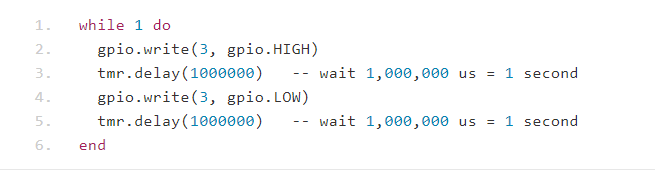 1. while 1 do
2.   gpio.write(3, gpio.HIGH)
3.   tmr.delay(1000000)   -- wait 1,000,000 us = 1 second
4.   gpio.write(3, gpio.LOW)
5.   tmr.delay(1000000)   -- wait 1,000,000 us = 1 second
6. end